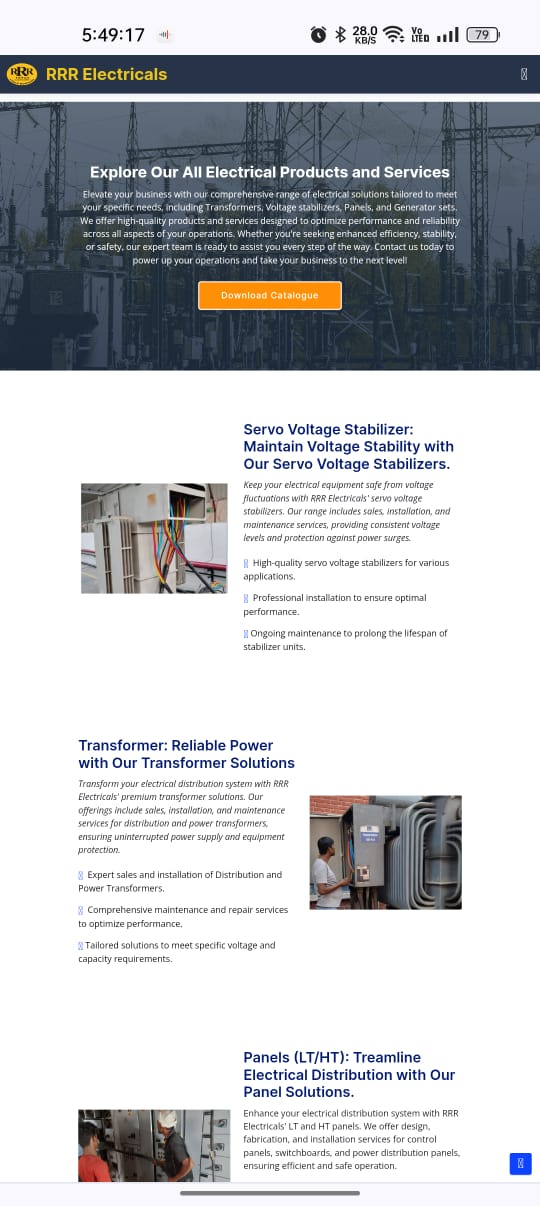 5:49:17
28.0
KB/S
Vo
LTE
79
RRR
RRR Electricals
Explore Our All Electrical Products and Services
Elevate your business with our comprehensive range of electrical solutions tailored to meet
your specific needs, including Transformers, Voltage stabilizers, Panels, and Generator sets.
We offer high-quality products and services designed to optimize performance and reliability
across all aspects of your operations. Whether you're seeking enhanced efficiency, stability,
or safety, our expert team is ready to assist you every step of the way. Contact us today to
power up your operations and take your business to the next level!
Download Catalogue
Servo Voltage Stabilizer:
Maintain Voltage Stability with
Our Servo Voltage Stabilizers.
Keep your electrical equipment safe from voltage
fluctuations with RRR Electricals' servo voltage
stabilizers. Our range includes sales, installation, and
maintenance services, providing consistent voltage
levels and protection against power surges.
High-quality servo voltage stabilizers for various
applications.
Professional installation to ensure optimal
performance.
Ongoing maintenance to prolong the lifespan of
stabilizer units.
Transformer: Reliable Power
with Our Transformer Solutions
Transform your electrical distribution system with RRR
Electricals' premium transformer solutions. Our
offerings include sales, installation, and maintenance
services for distribution and power transformers,
ensuring uninterrupted power supply and equipment
protection.
Expert sales and installation of Distribution and
Power Transformers.
Comprehensive maintenance and repair services
to optimize performance.
Tailored solutions to meet specific voltage and
capacity requirements.
Panels (LT/HT): Treamline
Electrical Distribution with Our
Panel Solutions.
Enhance your electrical distribution system with RRR
Electricals' LT and HT panels. We offer design,
fabrication, and installation services for control
panels, switchboards, and power distribution panels,
ensuring efficient and safe operation.